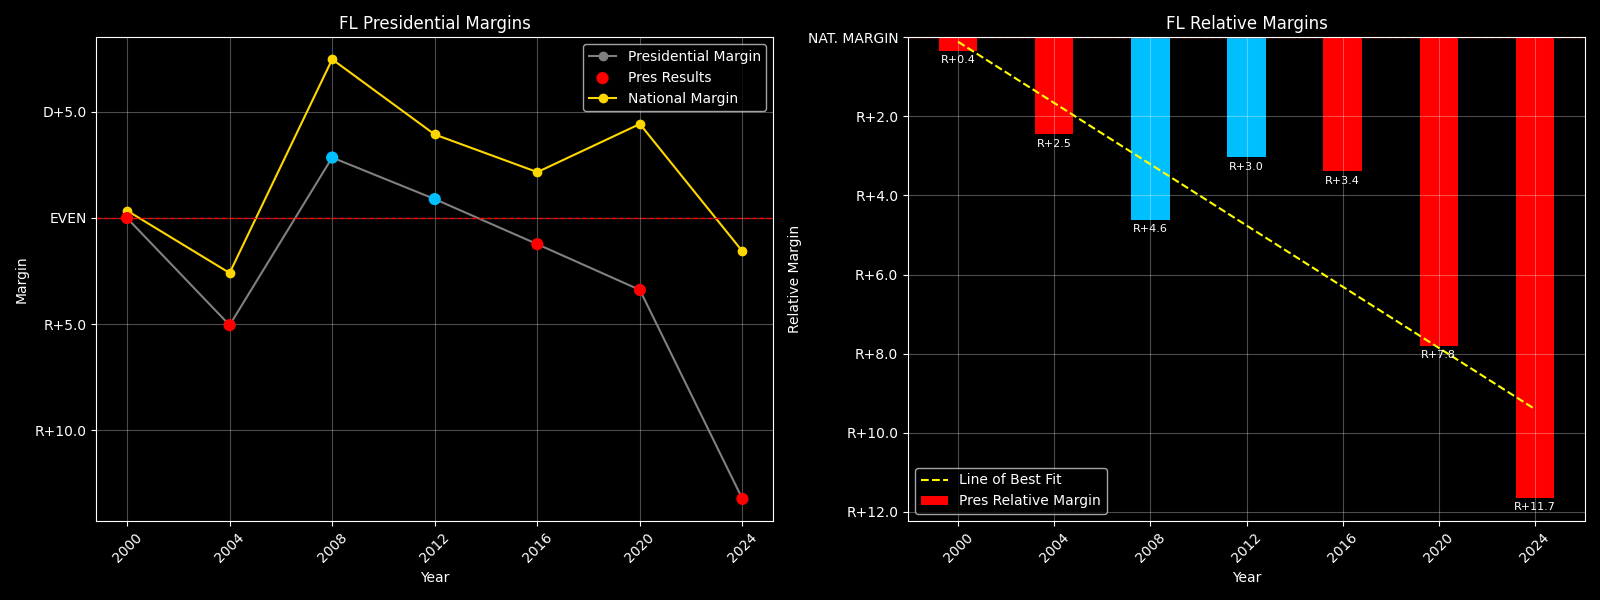 FL Presidential Margins
Presidential Margin
Pres Results
National Margin
D+5.0
EVEN
R+5.0
R+10.0
Margin
2000
2004
2008
2012
2016
2020
2024
Year
FL Relative Margins
NAT. MARGIN
R+2.0
R+4.0
R+6.0
R+8.0
R+10.0
R+12.0
Relative Margin
R+0.4
R+2.5
R+4.6
R+3.0
R+3.4
R+7.8
R+11.7
Line of Best Fit
Pres Relative Margin
2000
2004
2008
2012
2016
2020
2024
Year